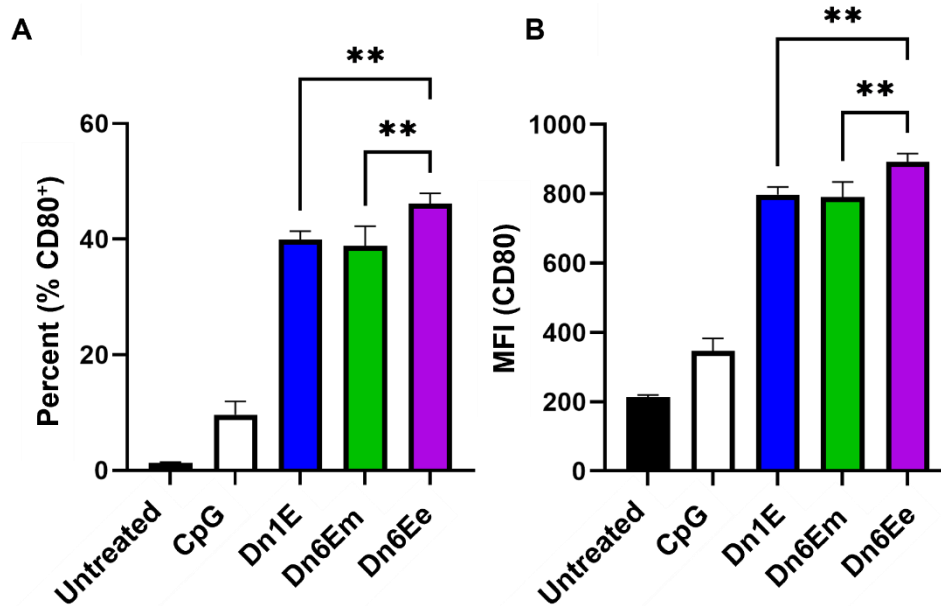 A
Percent (% CD80⁺)
60
40
20
0
**
**
Untreated
CpG
Dn1E
Dn6Em
Dn6Ee
B
MFI (CD80)
1000
800
600
400
200
0
**
**
Untreated
CpG
Dn1E
Dn6Em
Dn6Ee